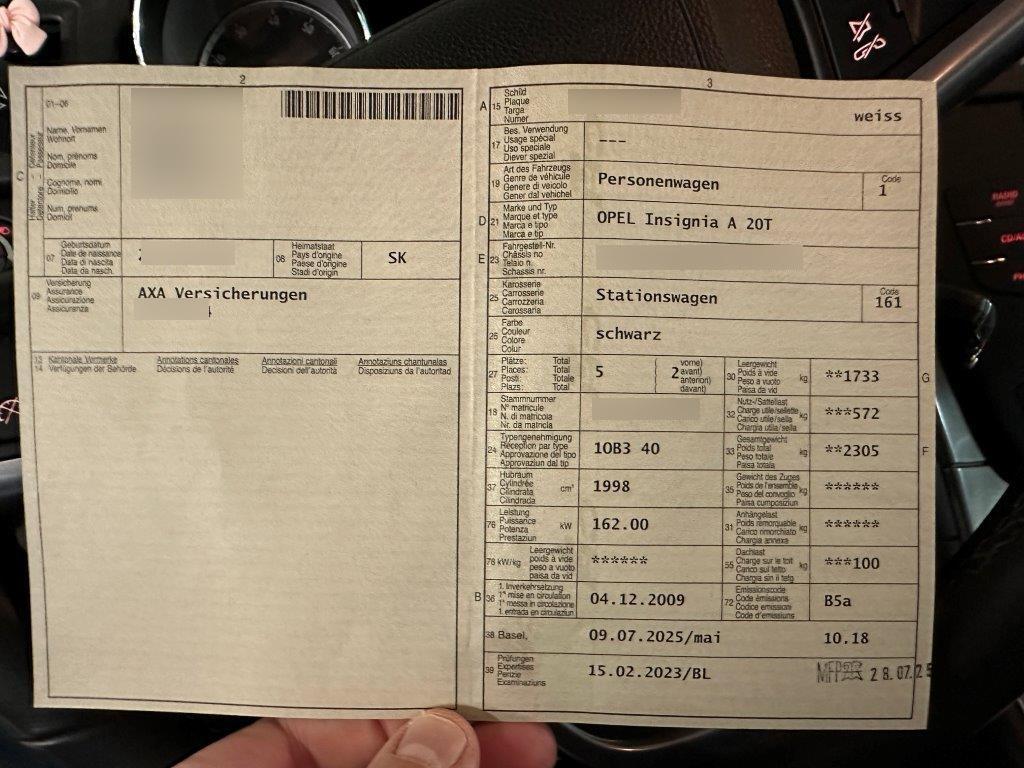 2
01-06
Halter - Détenteur
Detentore - Possessur
C
Name, Vornamen
Wohnort
Nom, prénoms
Domicile
Cognome, nomi
Domicilio
Num, prenums
Domicil
07
Geburtsdatum
Date de naissance
Data di nascita
Data da nasch.
08
Heimatstaat
Pays d'origine
Paese d'origine
Stadi d'origin
SK
09
Versicherung
Assurance
Assicurazione
Assicuranza
AXA Versicherungen
13 Kantonale Vermerke Annotations cantonales Annotazioni cantonali Annotaziuns chantunalas
14 Verfügungen der Behörde Décisions de l'autorité Decisioni dell'autorità Disposiziuns da l'autoritad
3
A 15
Schild
Plaque
Targa
Numer
weiss
17
Bes. Verwendung
Usage spécial
Uso speciale
Diever spezial
---
19
Art des Fahrzeugs
Genre de véhicule
Genere di veicolo
Gener dal vehichel
Personenwagen
Code
1
D 21
Marke und Typ
Marque et type
Marca e tipo
Marca e tip
OPEL Insignia A 20T
E 23
Fahrgestell-Nr.
Châssis no
Telaio n.
Schassis nr.
25
Karosserie
Carrosserie
Carrozzeria
Carossaria
Stationswagen
Code
161
26
Farbe
Couleur
Colore
Colur
schwarz
27
Plätze: Total
Places: Total
Posti: Totale
Plazs: Total
5
2
vorne)
avant)
anteriori)
davant)
30
Leergewicht
Poids à vide
Peso a vuoto
Paisa da vid
kg
**1733
G
18
Stammnummer
N° matricule
N. di matricola
Nr. da matricla
32
Nutz-/Sattellast
Charge utile/sellette
Carico utile/sella
Chargia utila/sella
kg
***572
24
Typengenehmigung
Réception par type
Approvazione del tipo
Approvaziun dal tip
1OB3 40
33
Gesamtgewicht
Poids total
Peso totale
Paisa totala
kg
**2305
F
37
Hubraum
Cylindrée
Cilindrata
Cilindrada
cm³
1998
35
Gewicht des Zuges
Poids de l'ensemble
Peso del convoglio
Paisa cumposiziun
kg
******
76
Leistung
Puissance
Potenza
Prestaziun
kW
162.00
31
Anhängelast
Poids remorquable
Carico rimorchiato
Chargia annexa
kg
******
78 kW/kg
Leergewicht
poids à vide
peso a vuoto
paisa da vid
******
55
Dachlast
Charge sur le toit
Carico sul tetto
Chargia sin il tetg
kg
***100
B 36
1. Inverkehrsetzung
1re mise en circulation
1a messa in circolazione
1. entrada en circulaziun
04.12.2009
72
Emissionscode
Code émissions
Codice emissioni
Code d'emissiuns
B5a
38 Basel, 09.07.2025/mai 10.18
39
Prüfungen
Expertises
Perizie
Examinaziuns
15.02.2023/BL
MFP 28.07.25
RADIO